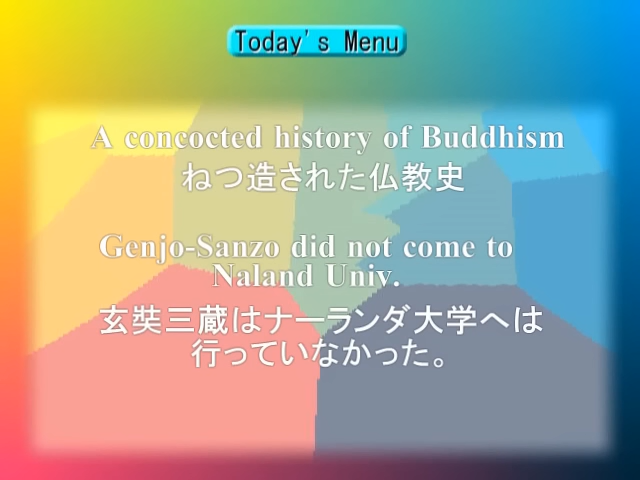 Today's Menu
A concocted history of Buddhism
ねつ造された仏教史
Genjo-Sanzo did not come to
Naland Univ.
玄奘三蔵はナーランダ大学へは
行っていなかった。